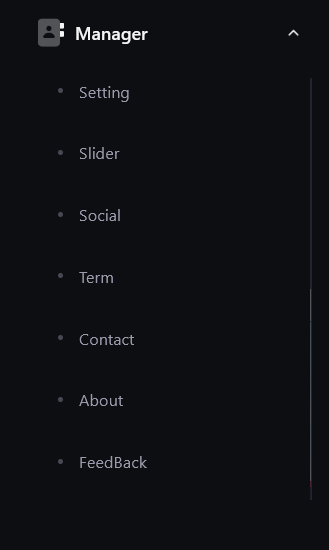 Manager
Setting
Slider
Social
Term
Contact
About
FeedBack